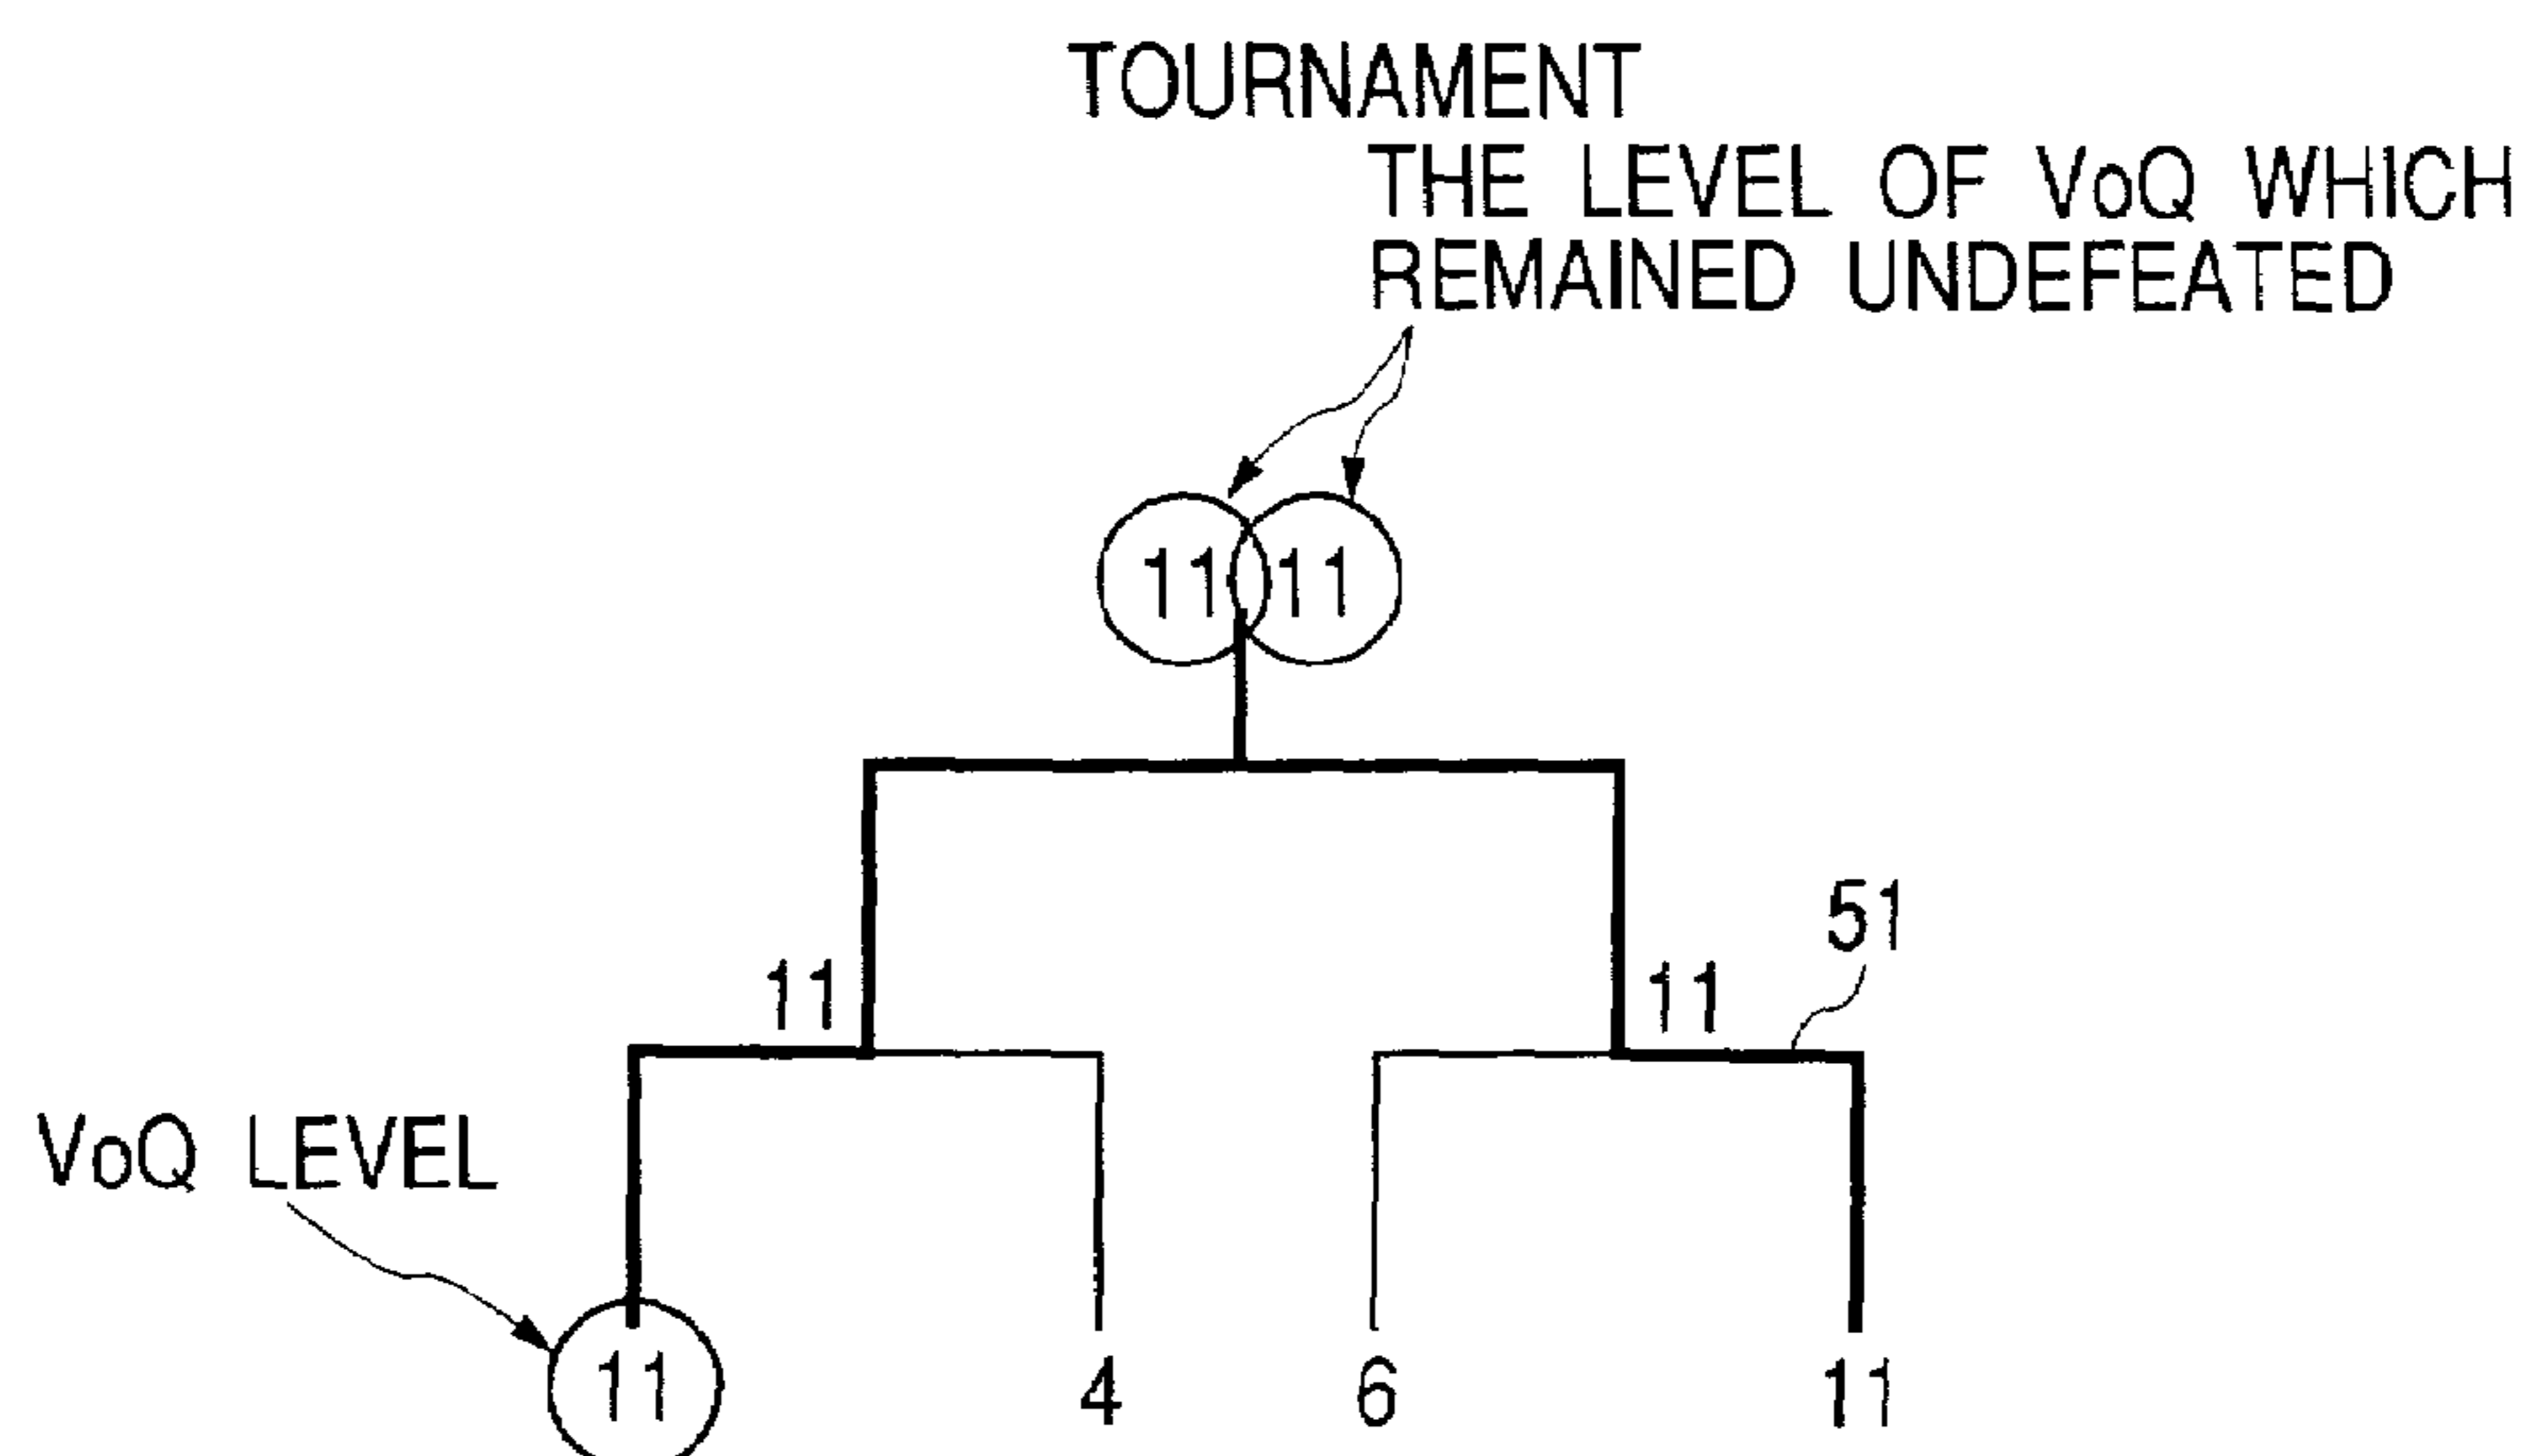 TOURNAMENT
THE LEVEL OF VoQ WHICH
REMAINED UNDEFEATED
11 11
51
11 11
VoQ LEVEL
11 4 6 11